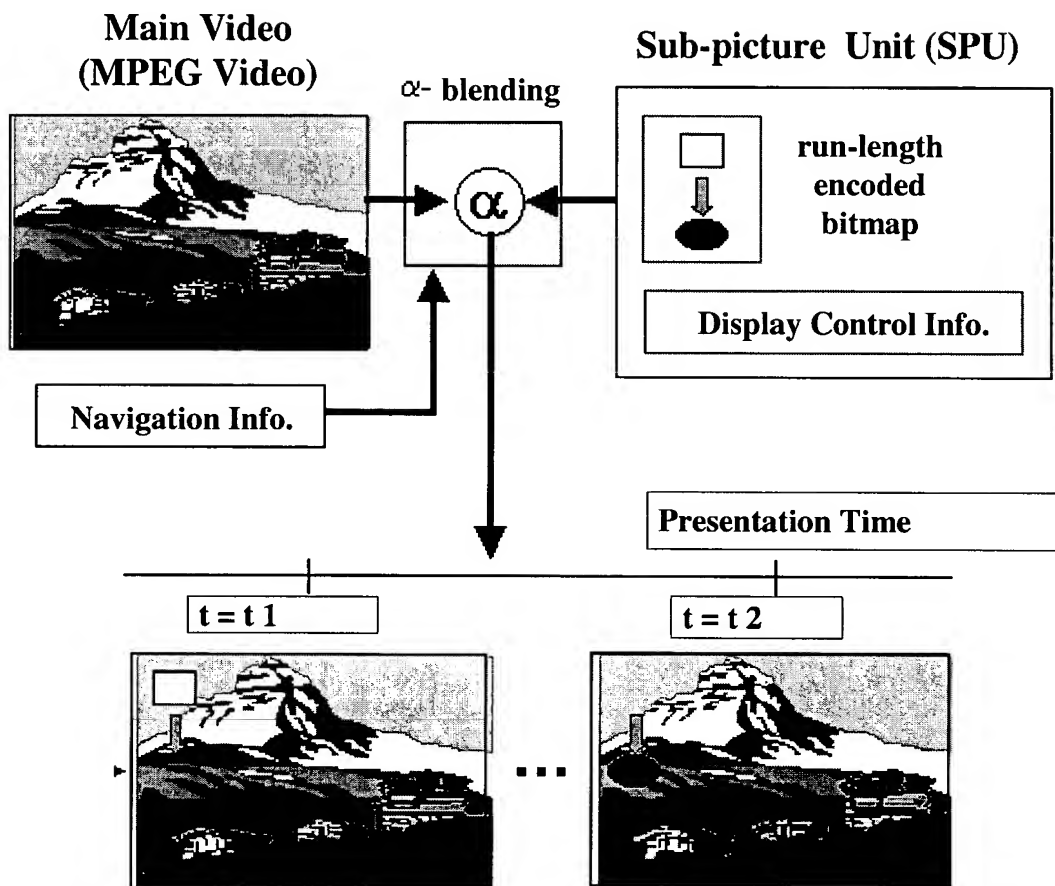 Main Video
(MPEG Video)
α- blending
Sub-picture Unit (SPU)
α
run-length
encoded
bitmap
Display Control Info.
Navigation Info.
Presentation Time
t = t 1
t = t 2